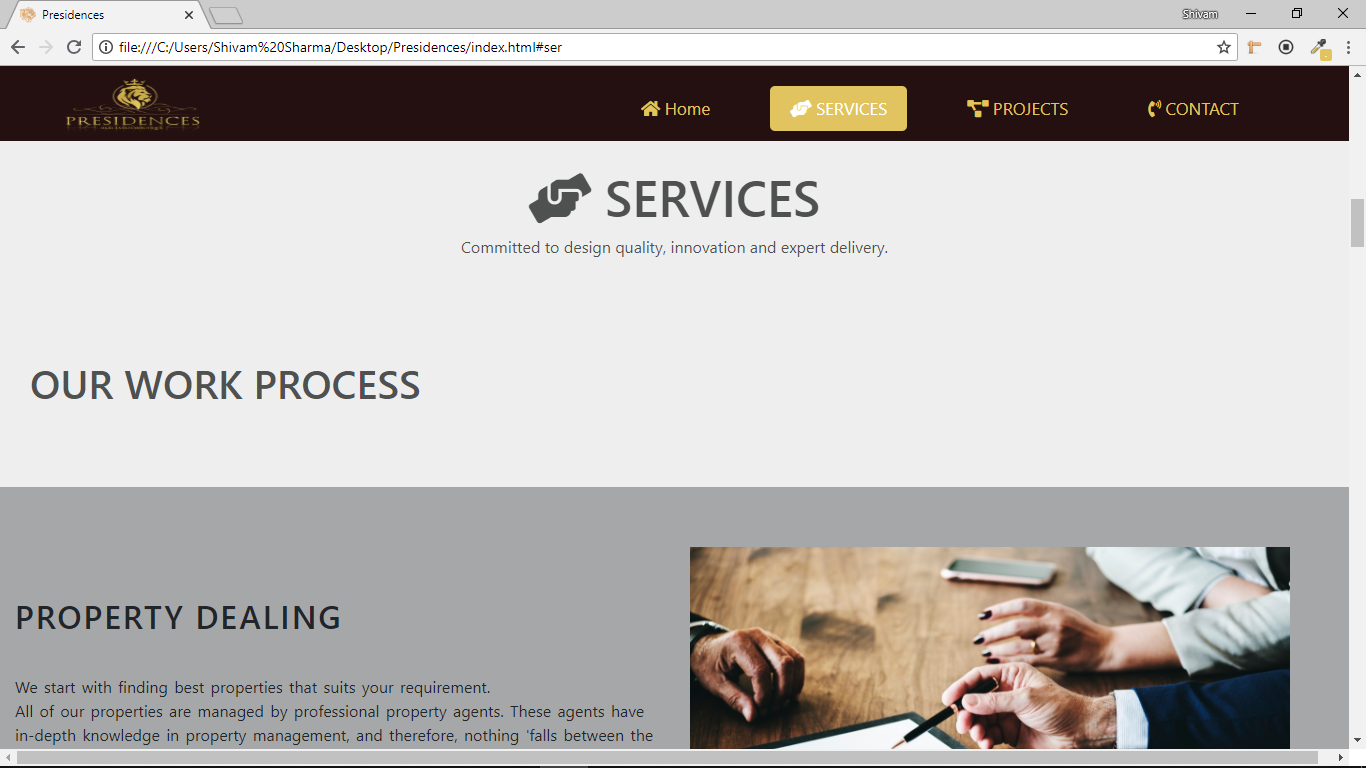 Presidences
Shivam
file:///C:/Users/Shivam%20Sharma/Desktop/Presidences/index.html#ser
PRESIDENCES
Home
SERVICES
PROJECTS
CONTACT
SERVICES
Committed to design quality, innovation and expert delivery.
OUR WORK PROCESS
PROPERTY DEALING
We start with finding best properties that suits your requirement.
All of our properties are managed by professional property agents. These agents have
in-depth knowledge in property management, and therefore, nothing 'falls between the